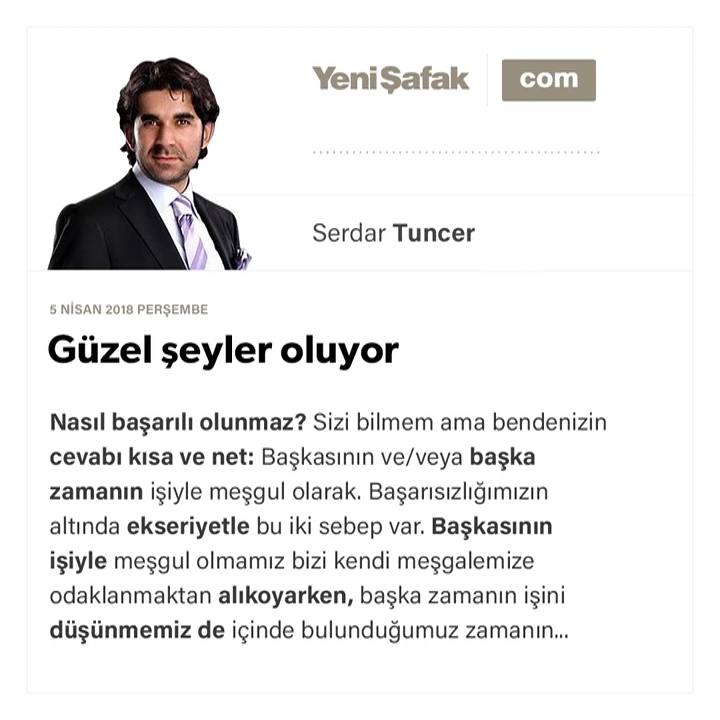 YeniŞafak com
Serdar Tuncer
5 NİSAN 2018 PERŞEMBE
Güzel şeyler oluyor
Nasıl başarılı olunmaz? Sizi bilmem ama bendenizin
cevabı kısa ve net: Başkasının ve/veya başka
zamanın işiyle meşgul olarak. Başarısızlığımızın
altında ekseriyetle bu iki sebep var. Başkasının
işiyle meşgul olmamız bizi kendi meşgalemize
odaklanmaktan alıkoyarken, başka zamanın işini
düşünmemiz de içinde bulunduğumuz zamanın...